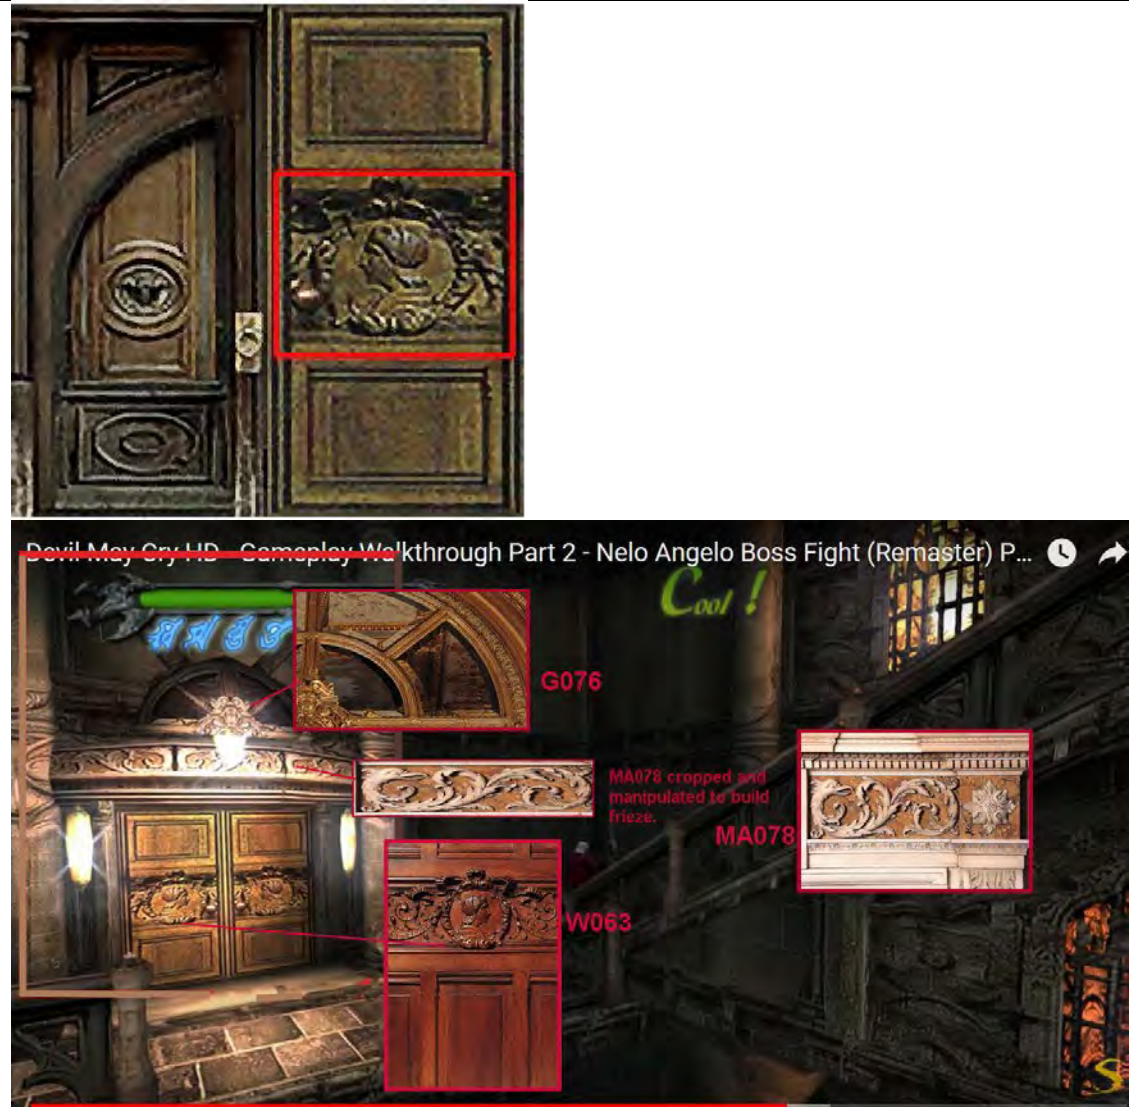 Devil May Cry HD - Gameplay Walkthrough Part 2 - Nelo Angelo Boss Fight (Remaster) P...
Cool !
G076
MA078 cropped and
manipulated to build
frieze.
MA078
W063
S